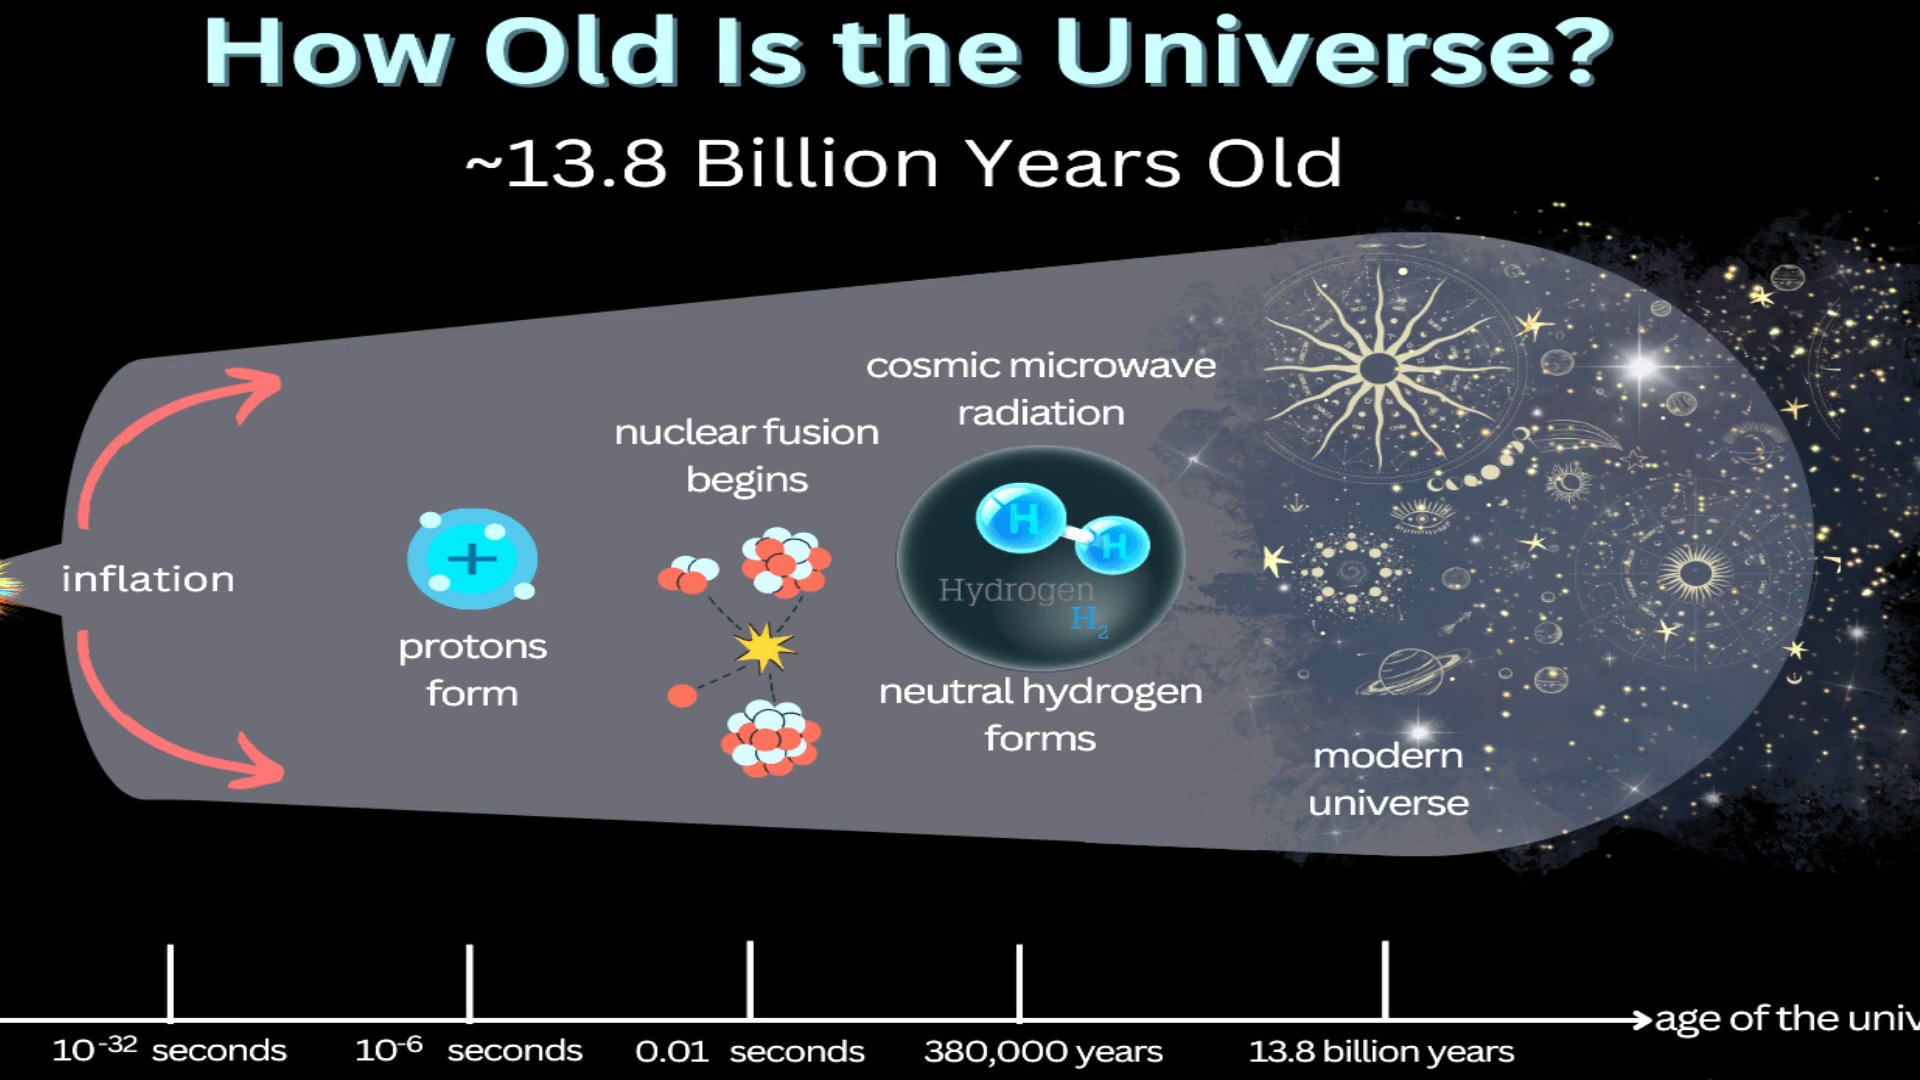 How Old Is the Universe?
~13.8 Billion Years Old
cosmic microwave
radiation
nuclear fusion
begins
H
H
Hydrogen
H₂
inflation
+
protons
form
neutral hydrogen
forms
modern
universe
10⁻³² seconds
10⁻⁶ seconds
0.01 seconds
380,000 years
13.8 billion years
age of the univ